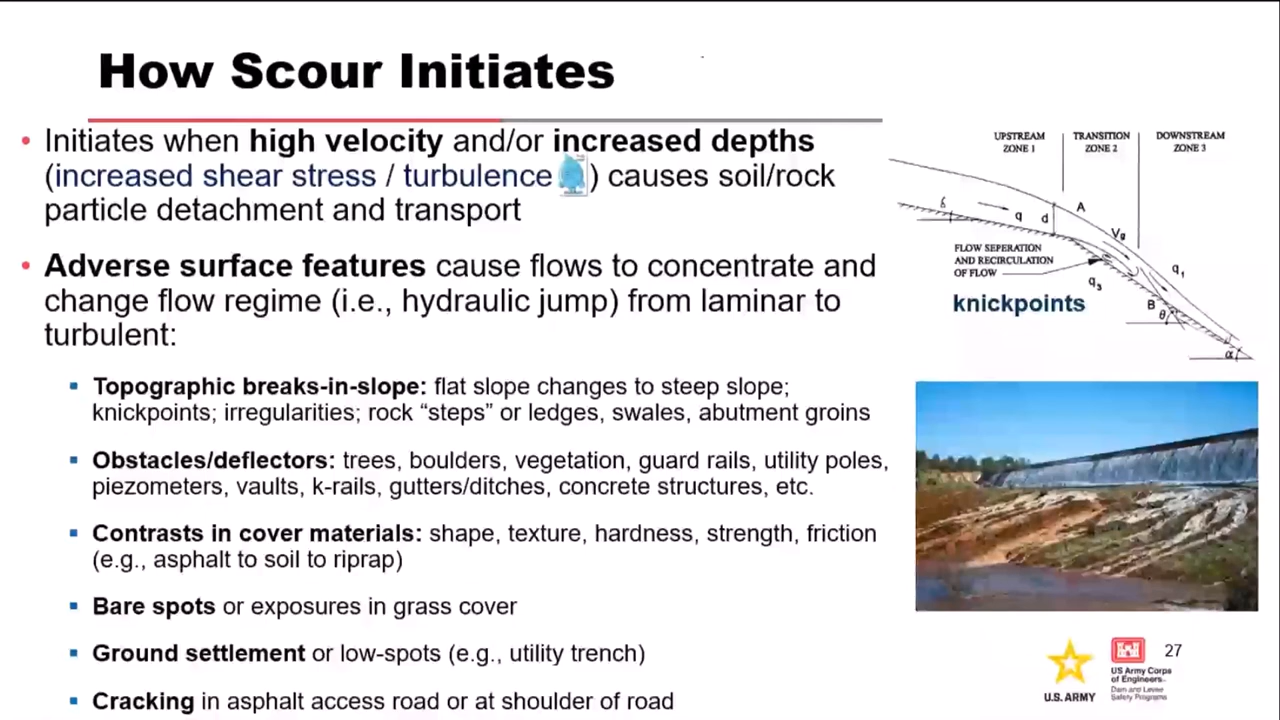 How Scour Initiates
• Initiates when high velocity and/or increased depths
(increased shear stress / turbulence ) causes soil/rock
particle detachment and transport
• Adverse surface features cause flows to concentrate and
change flow regime (i.e., hydraulic jump) from laminar to
turbulent:
▪ Topographic breaks-in-slope: flat slope changes to steep slope;
knickpoints; irregularities; rock “steps” or ledges, swales, abutment groins
▪ Obstacles/deflectors: trees, boulders, vegetation, guard rails, utility poles,
piezometers, vaults, k-rails, gutters/ditches, concrete structures, etc.
▪ Contrasts in cover materials: shape, texture, hardness, strength, friction
(e.g., asphalt to soil to riprap)
▪ Bare spots or exposures in grass cover
▪ Ground settlement or low-spots (e.g., utility trench)
▪ Cracking in asphalt access road or at shoulder of road
UPSTREAM
ZONE 1
TRANSITION
ZONE 2
DOWNSTREAM
ZONE 3
q
d
A
FLOW SEPERATION
AND RECIRCULATION
OF FLOW
q1
q3
B
θ
α
knickpoints
U.S. ARMY
US Army Corps
of Engineers
Dam and Levee
Safety Programs
27